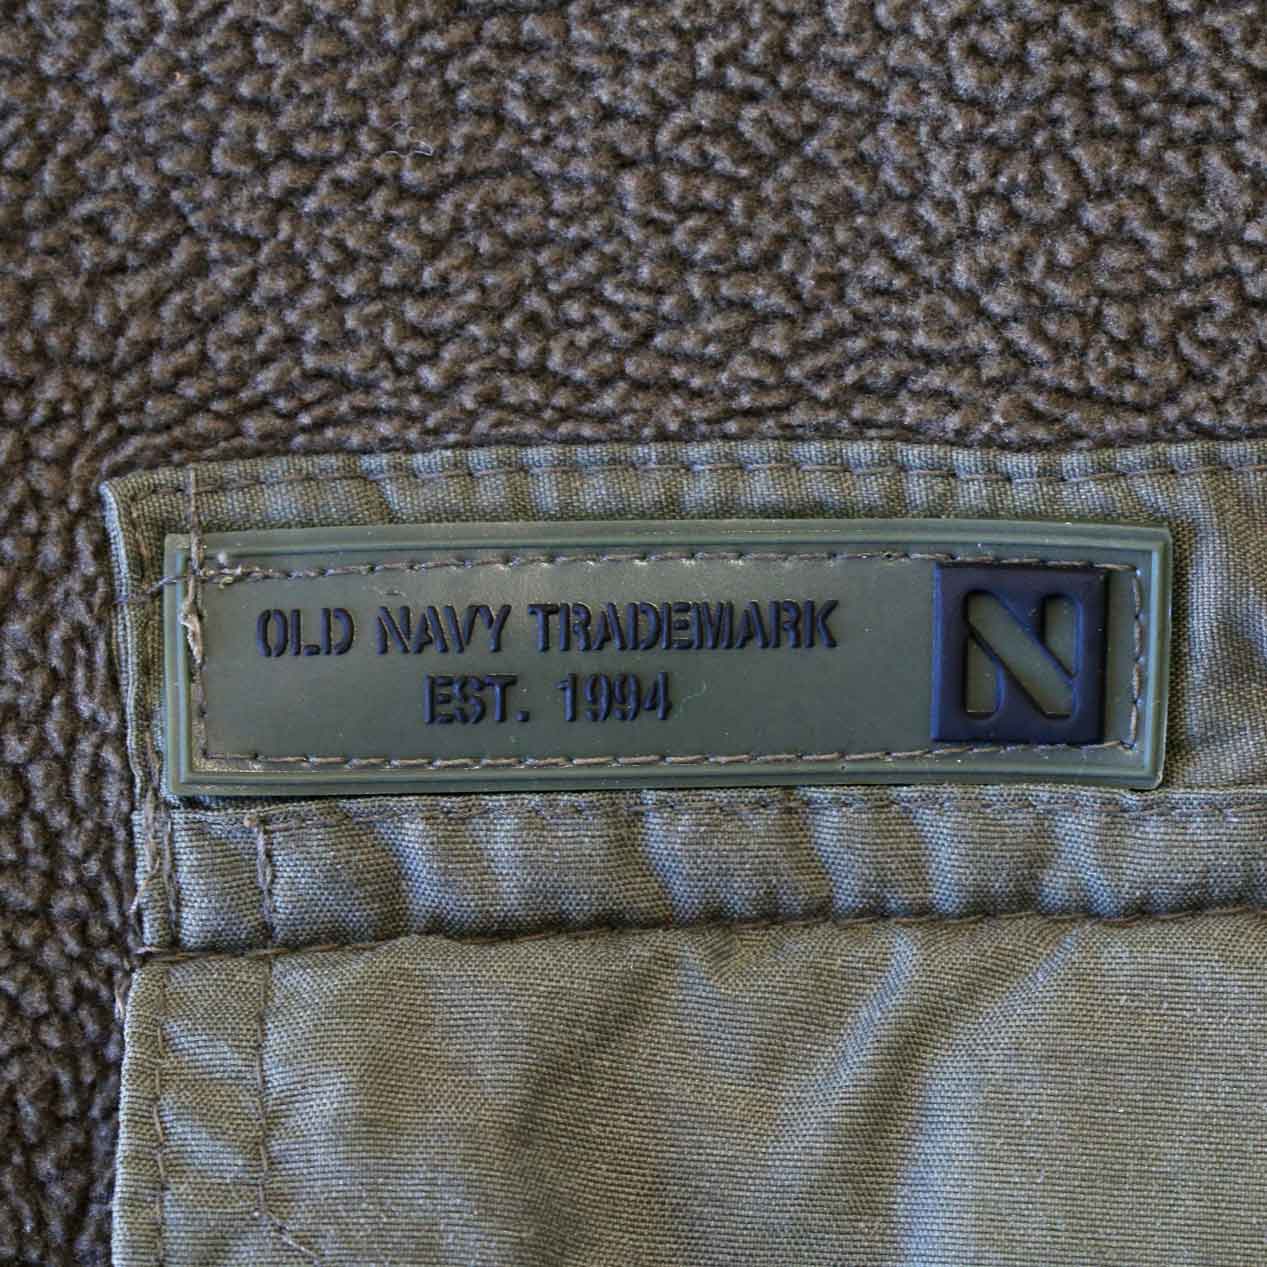 OLD NAVY TRADEMARK
EST. 1994
N